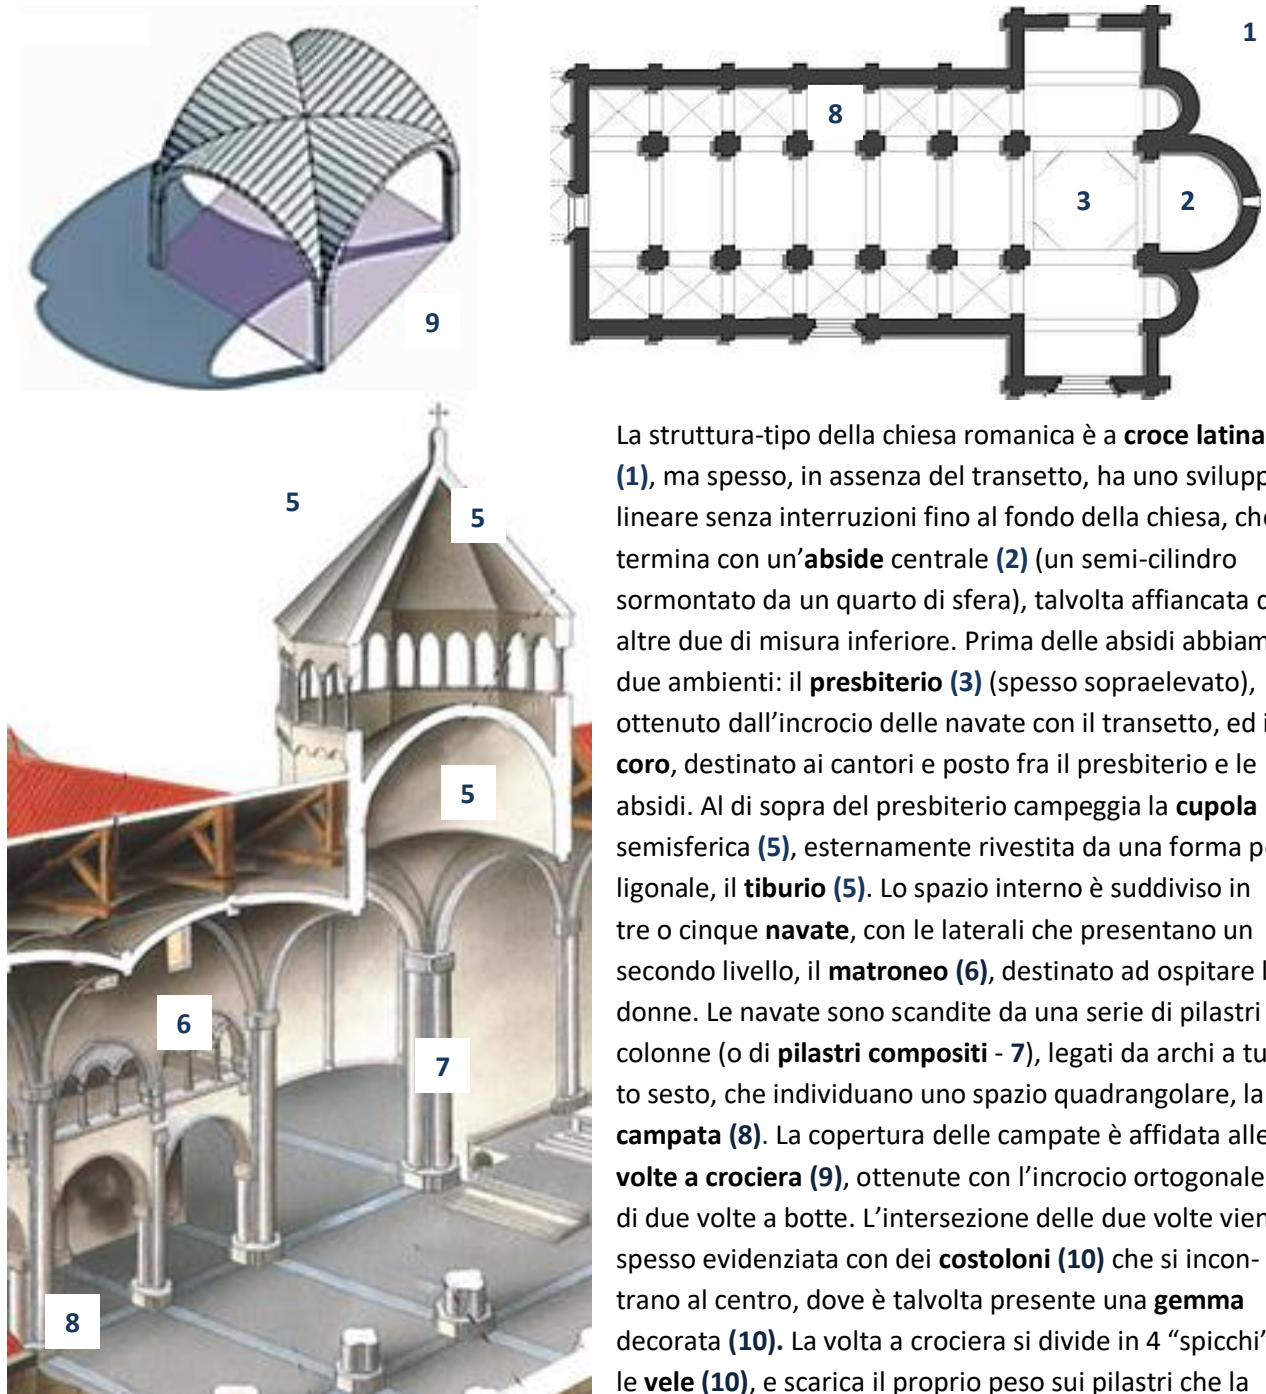 1
8
3
2
9
5
5
5
6
7
8
La struttura-tipo della chiesa romanica è a croce latina
(1), ma spesso, in assenza del transetto, ha uno svilupp
lineare senza interruzioni fino al fondo della chiesa, che
termina con un’abside centrale (2) (un semi-cilindro
sormontato da un quarto di sfera), talvolta affiancata d
altre due di misura inferiore. Prima delle absidi abbiam
due ambienti: il presbiterio (3) (spesso sopraelevato),
ottenuto dall’incrocio delle navate con il transetto, ed i
coro, destinato ai cantori e posto fra il presbiterio e le
absidi. Al di sopra del presbiterio campeggia la cupola
semisferica (5), esternamente rivestita da una forma po
ligonale, il tiburio (5). Lo spazio interno è suddiviso in
tre o cinque navate, con le laterali che presentano un
secondo livello, il matroneo (6), destinato ad ospitare l
donne. Le navate sono scandite da una serie di pilastri
colonne (o di pilastri compositi - 7), legati da archi a tu
to sesto, che individuano uno spazio quadrangolare, la
campata (8). La copertura delle campate è affidata alle
volte a crociera (9), ottenute con l’incrocio ortogonale
di due volte a botte. L’intersezione delle due volte vien
spesso evidenziata con dei costoloni (10) che si incon-
trano al centro, dove è talvolta presente una gemma
decorata (10). La volta a crociera si divide in 4 “spicchi”
le vele (10), e scarica il proprio peso sui pilastri che la